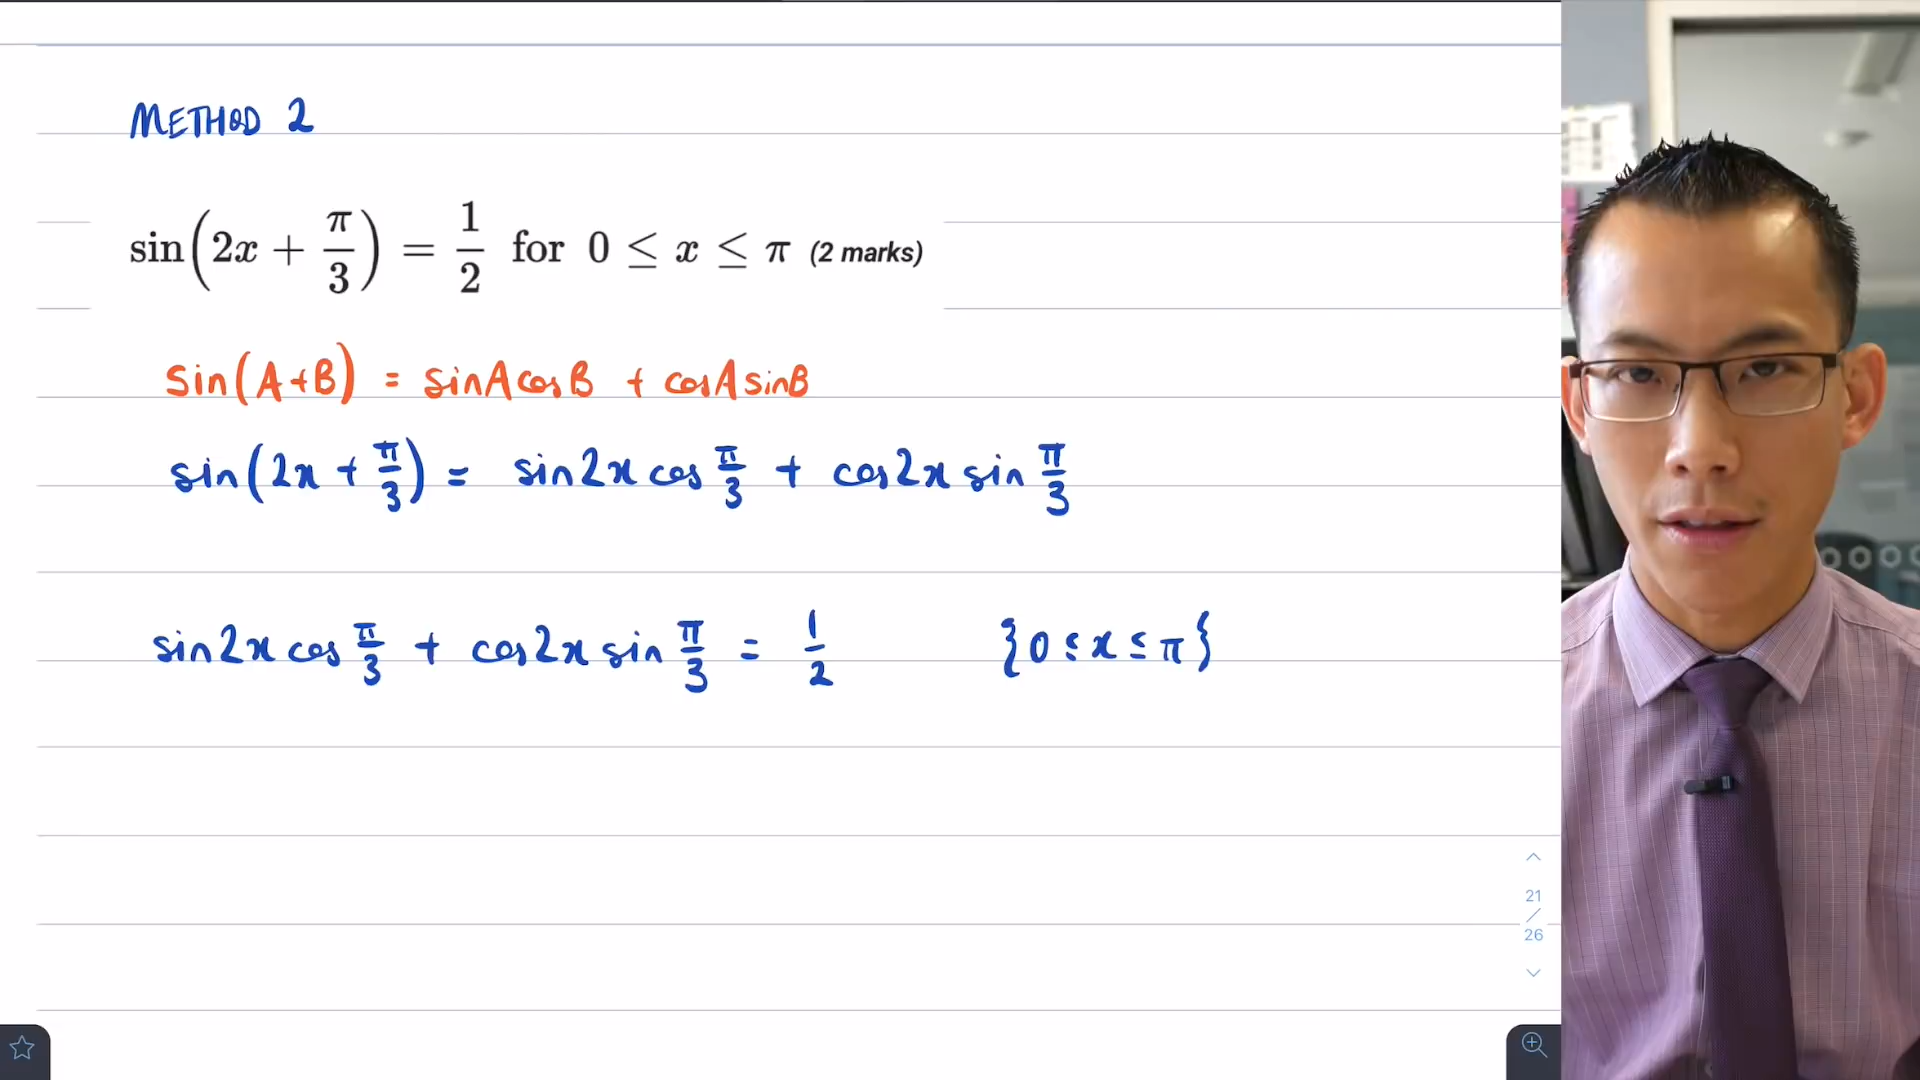 METHOD 2
sin(2x + π/3) = 1/2 for 0 ≤ x ≤ π (2 marks)
sin(A+B) = sinAcosB + cosAsinB
sin(2x + π/3) = sin2x cos π/3 + cos2x sin π/3
sin2x cos π/3 + cos2x sin π/3 = 1/2 {0 ≤ x ≤ π}
21
/
26